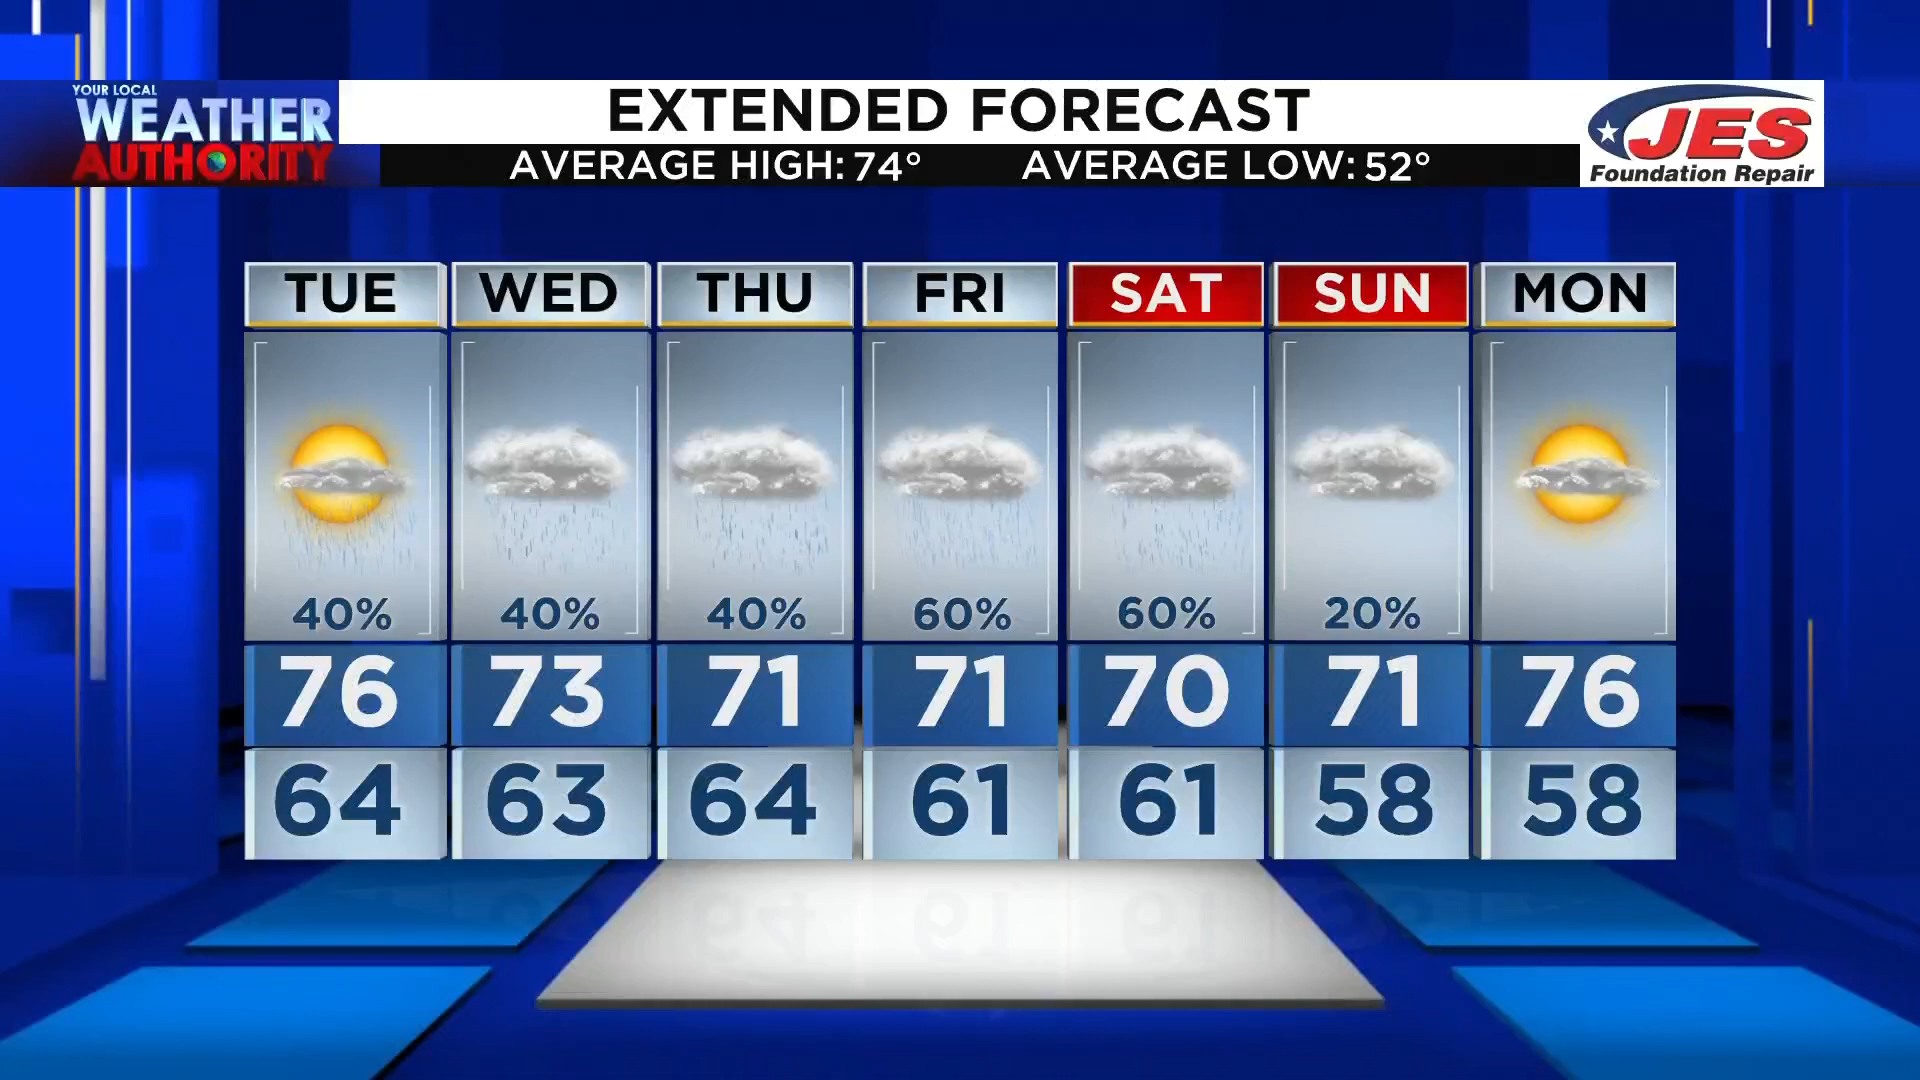 YOUR LOCAL
WEATHER
AUTHORITY
EXTENDED FORECAST
AVERAGE HIGH: 74° AVERAGE LOW: 52°
JES
Foundation Repair
TUE WED THU FRI SAT SUN MON
40% 40% 40% 60% 60% 20%
76 73 71 71 70 71 76
64 63 64 61 61 58 58